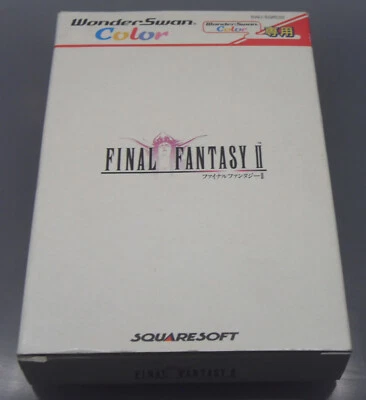 WonderSwan
Color
WonderSwan
Color
専用
FINAL FANTASY II
ファイナルファンタジーII
SQUARESOFT
FINAL FANTASY II